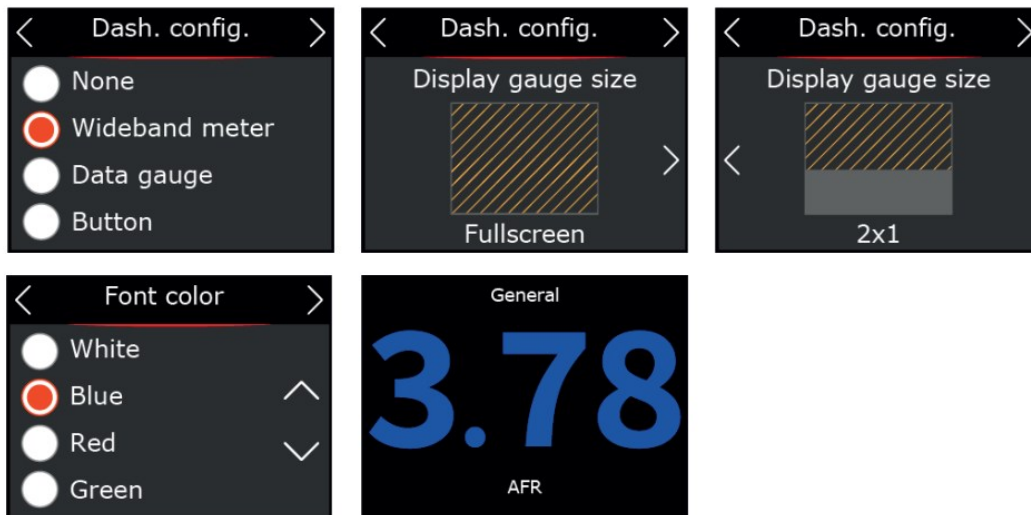 Dash. config.
None
Wideband meter
Data gauge
Button
Dash. config.
Display gauge size
Fullscreen
Dash. config.
Display gauge size
2x1
Font color
White
Blue
Red
Green
General
3.78
AFR